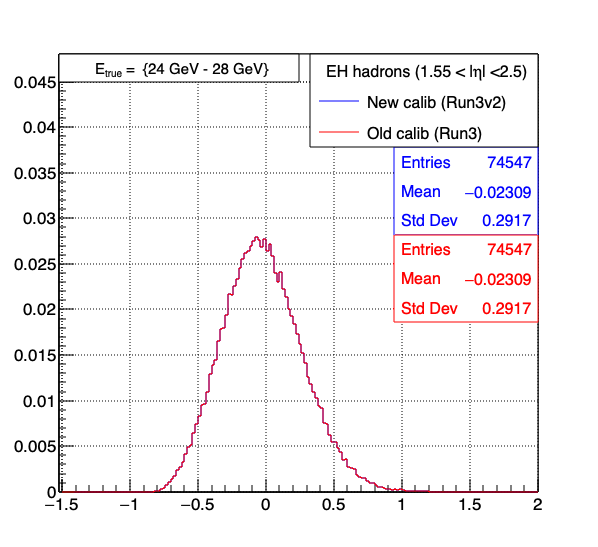 E_true = {24 GeV - 28 GeV}
EH hadrons (1.55 < |η| <2.5)
New calib (Run3v2)
Old calib (Run3)
Entries 74547
Mean −0.02309
Std Dev 0.2917
Entries 74547
Mean −0.02309
Std Dev 0.2917
0.045
0.04
0.035
0.03
0.025
0.02
0.015
0.01
0.005
0
−1.5 −1 −0.5 0 0.5 1 1.5 2